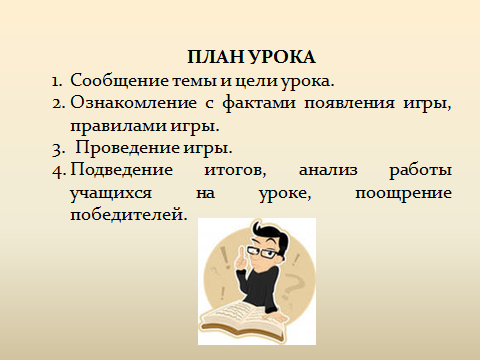 ПЛАН УРОКА
1. Сообщение темы и цели урока.
2. Ознакомление с фактами появления игры,
правилами игры.
3. Проведение игры.
4. Подведение итогов, анализ работы
учащихся на уроке, поощрение
победителей.